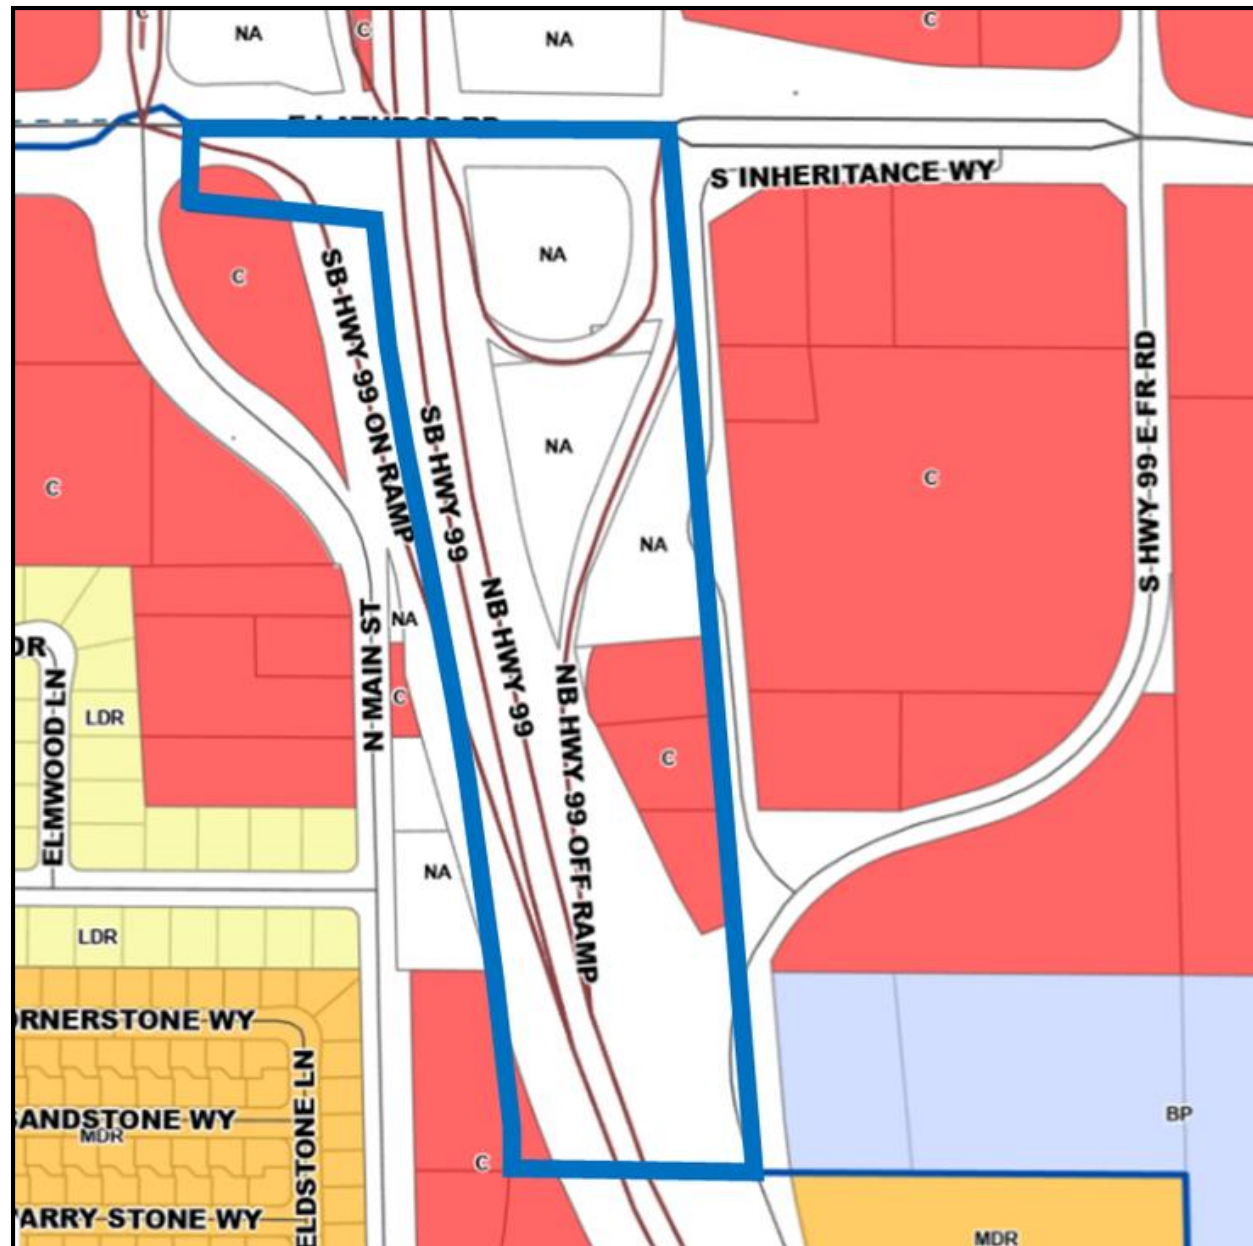 C
NA
C
NA
C
S INHERITANCE WY
NA
C
SB HWY 99 ON RAMP
SB HWY 99
S HWY 99 E FR RD
NA
C
C
NA
NB HWY 99
N MAIN ST
NA
DR
ELMWOOD LN
LDR
C
NB HWY 99 OFF RAMP
C
NA
LDR
ORNERSTONE WY
ELDSTONE LN
SANDSTONE WY
MDR
BP
C
ARRY STONE WY
MDR